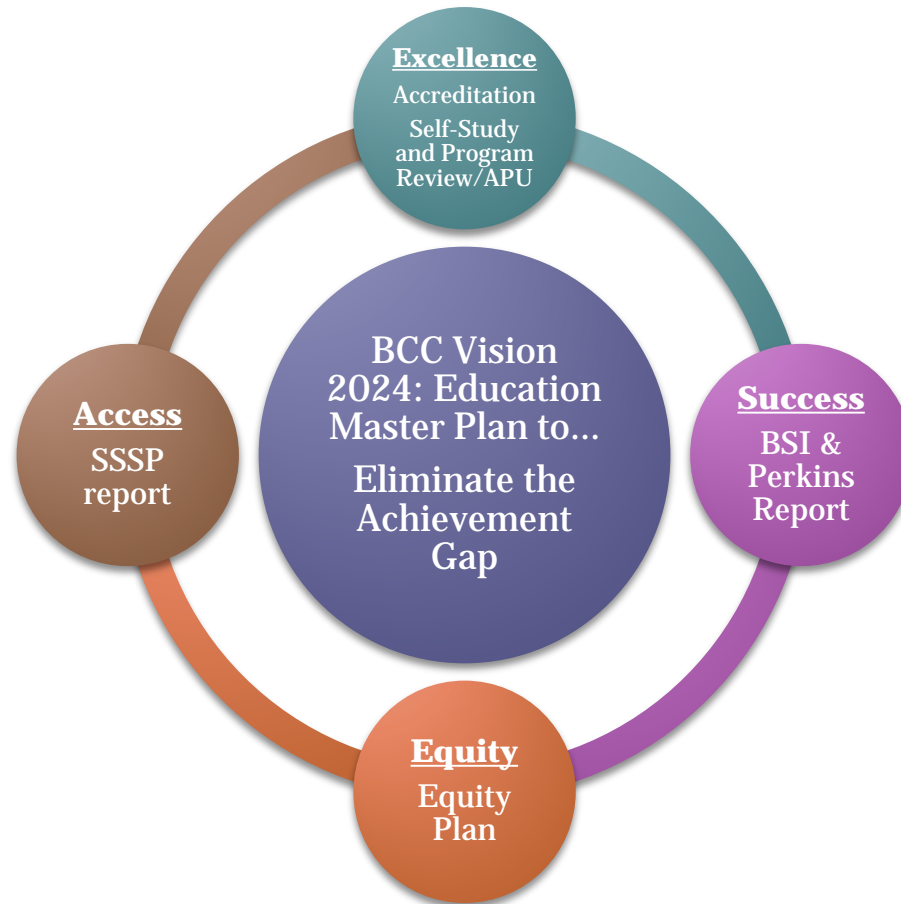 Excellence
Accreditation
Self-Study
and Program
Review/APU
BCC Vision
2024: Education
Master Plan to...
Eliminate the
Achievement
Gap
Access
SSSP
report
Success
BSI &
Perkins
Report
Equity
Equity
Plan